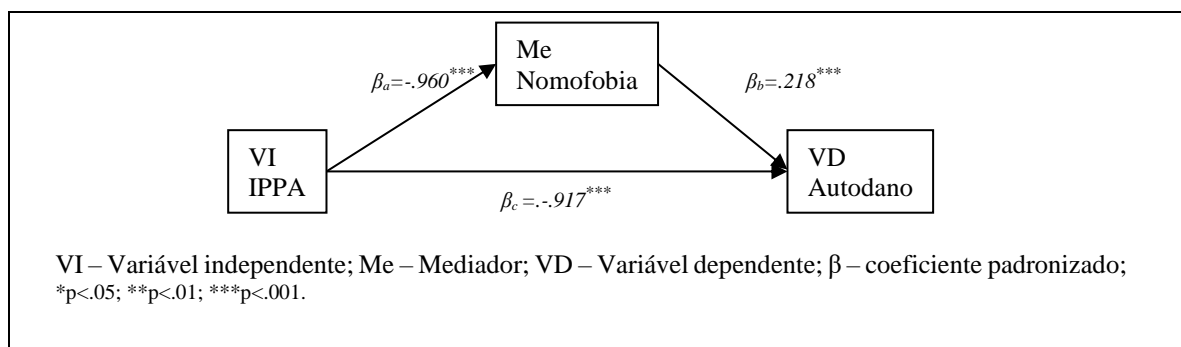 Me
Nomofobia
βa=-.960***
βb=.218***
VI
IPPA
VD
Autodano
βc =.-.917***
VI – Variável independente; Me – Mediador; VD – Variável dependente; β – coeficiente padronizado;
*p<.05; **p<.01; ***p<.001.